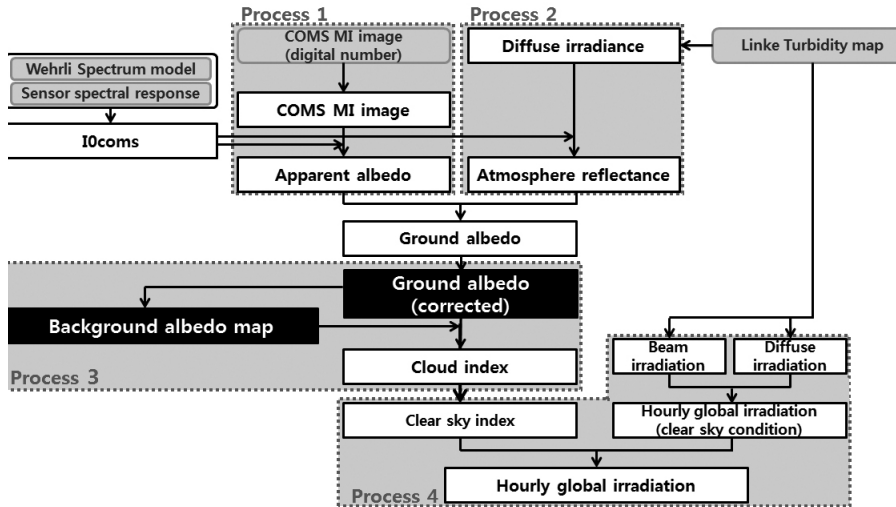 Process 1
Process 2
COMS MI image
(digital number)
Diffuse irradiance
Linke Turbidity map
Wehrli Spectrum model
Sensor spectral response
COMS MI image
I0coms
Apparent albedo
Atmosphere reflectance
Ground albedo
Ground albedo
(corrected)
Background albedo map
Cloud index
Process 3
Beam
irradiation
Diffuse
irradiation
Clear sky index
Hourly global irradiation
(clear sky condition)
Hourly global irradiation
Process 4